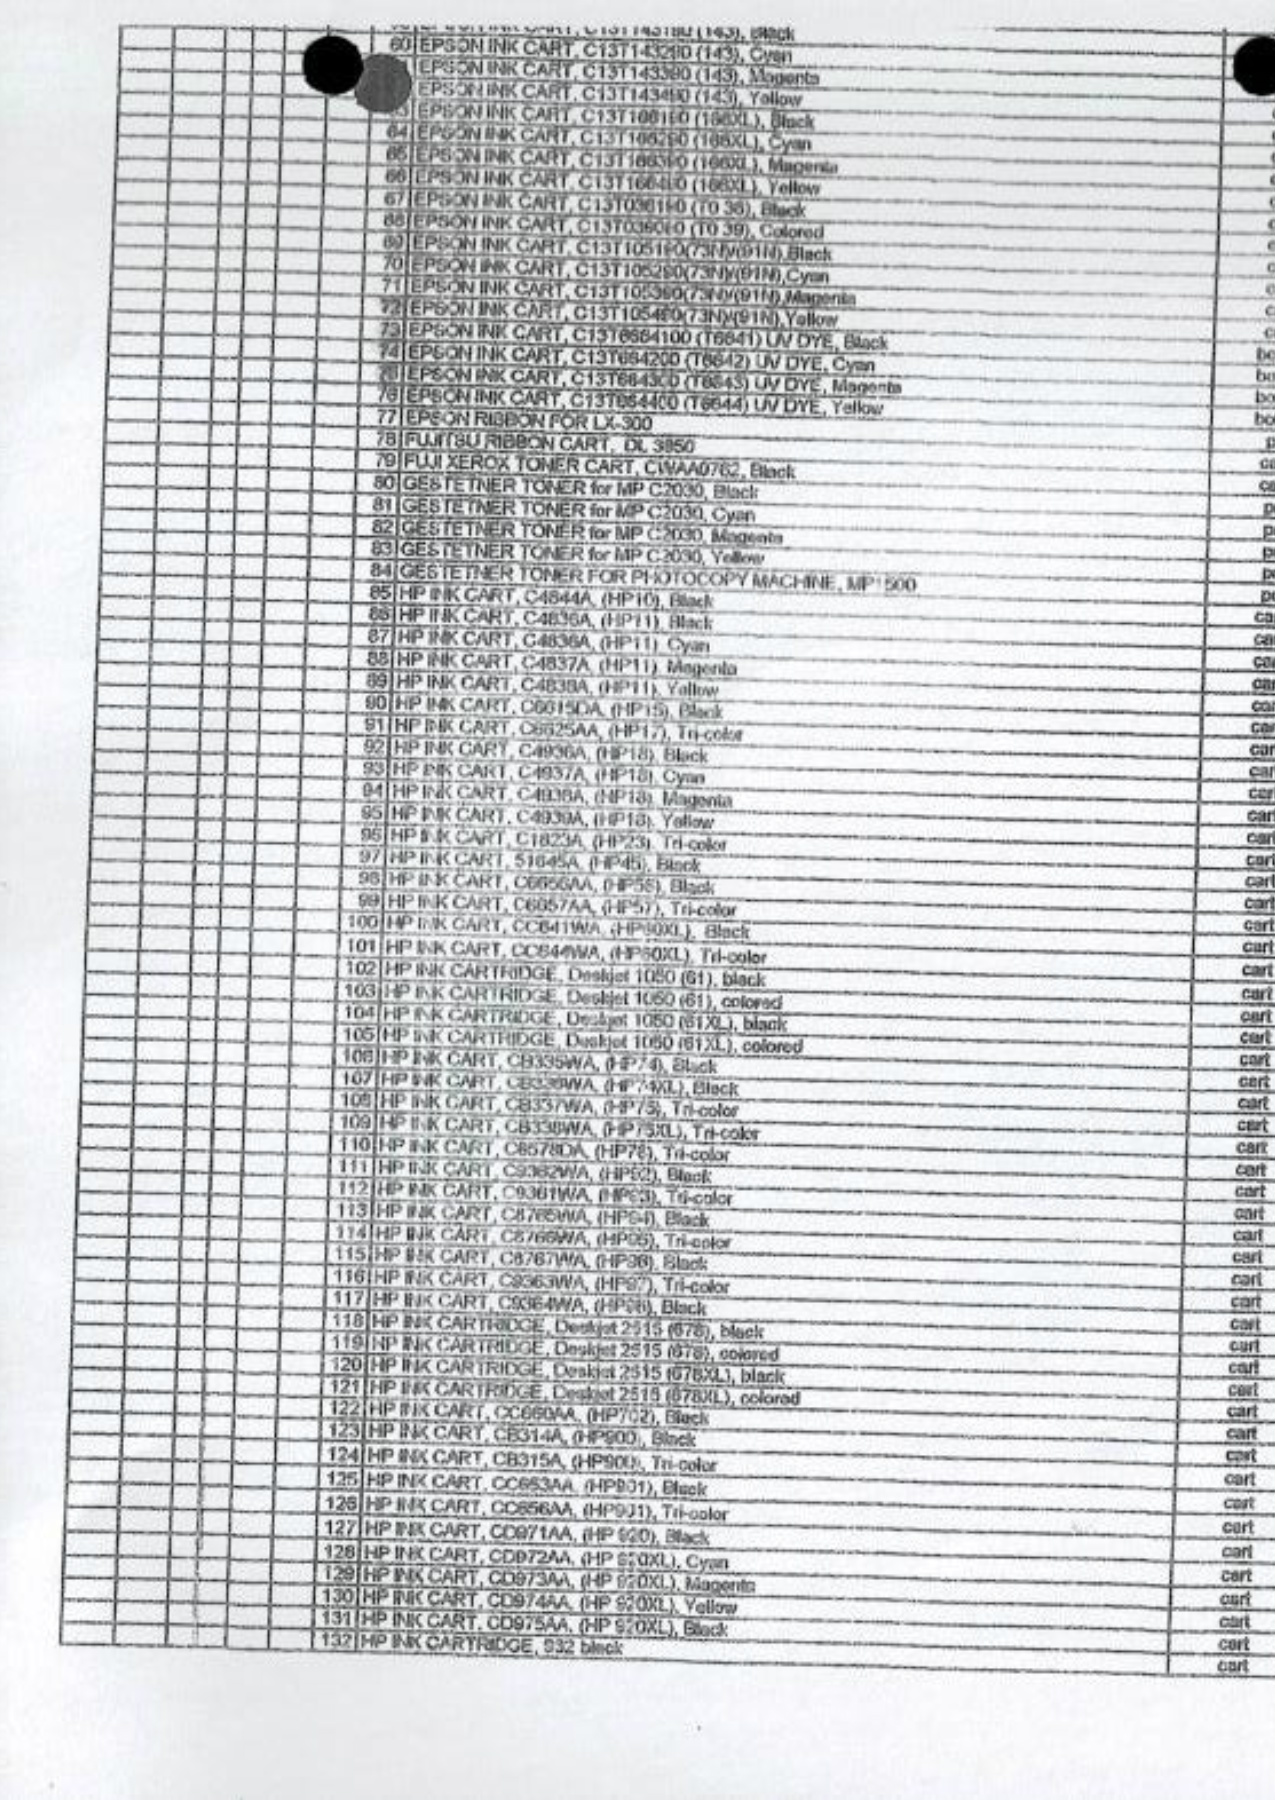 EPSON INK CART, C13T143180 (143), Black
60 EPSON INK CART, C13T143290 (143), Cyan
EPSON INK CART, C13T143390 (143), Magenta
EPSON INK CART, C13T143490 (143), Yellow
63 EPSON INK CART, C13T166190 (166XL), Black
64 EPSON INK CART, C13T166290 (166XL), Cyan
65 EPSON INK CART, C13T166390 (166XL), Magenta
66 EPSON INK CART, C13T166490 (166XL), Yellow
67 EPSON INK CART, C13T036190 (T0 36), Black
68 EPSON INK CART, (T0 39), Colored
69 EPSON INK CART, C13T105190(73N)/(91N),Black
70 EPSON INK CART, C13T105290(73N)/(91N),Cyan
71 EPSON INK CART, C13T105390(73N)/(91N),Magenta
72 EPSON INK CART, C13T105490(73N)/(91N),Yellow
73 EPSON INK CART, C13T6664100 (T6641) UV DYE, Black bo
74 EPSON INK CART, C13T664200 (T6642) UV DYE, Cyan bo
75 EPSON INK CART, C13T664300 (T6643) UV DYE, Magenta bo
76 EPSON INK CART, C13T664400 (T6644) UV DYE, Yellow bo
77 EPSON RIBBON FOR LX-300 p
78 FUJITSU RIBBON CART, DL 3850 ca
79 FUJI XEROX TONER CART, CWAA0762, Black ca
80 GESTETNER TONER for MP C2030, Black p
81 GESTETNER TONER for MP C2030, Cyan p
82 GESTETNER TONER for MP C2030, Magenta p
83 GESTETNER TONER for MP C2030, Yellow p
84 GESTETNER TONER FOR PHOTOCOPY MACHINE, MP1500 p
85 HP INK CART, C4844A, (HP10), Black ca
86 HP INK CART, C4836A, (HP11), Black ca
87 HP INK CART, C4836A, (HP11) Cyan ca
88 HP INK CART, C4837A, (HP11) Magenta car
89 HP INK CART, C4838A, (HP11), Yellow car
90 HP INK CART, C6615DA, (HP15), Black car
91 HP INK CART, C6625AA, (HP17), Tri-color car
92 HP INK CART, C4936A, (HP18), Black car
93 HP INK CART, C4937A, (HP18) Cyan car
94 HP INK CART, C4938A, (HP18) Magenta cart
95 HP INK CART, C4939A, (HP18) Yellow cart
96 HP INK CART, C1823A, (HP23) Tri-color cart
97 HP INK CART, 51645A, (HP45), Black cart
98 HP INK CART, C6656AA, (HP56), Black cart
99 HP INK CART, C6657AA, (HP57), Tri-color cart
100 HP INK CART, CC641WA, (HP60XL), Black cart
101 HP INK CART, CC644WA, (HP60XL), Tri-color cart
102 HP INK CARTRIDGE, Deskjet 1050 (61), black cart
103 HP INK CARTRIDGE, Deskjet 1050 (61), colored cart
104 HP INK CARTRIDGE, Deskjet 1050 (61XL), black cart
105 HP INK CARTRIDGE, Deskjet 1050 (61XL), colored cart
106 HP INK CART, CB335WA, (HP74), Black cart
107 HP INK CART, CB336WA, (HP74XL), Black cart
108 HP INK CART, CB337WA, (HP75), Tri-color cart
109 HP INK CART, CB338WA, (HP75XL), Tri-color cart
110 HP INK CART, C6578DA, (HP78), Tri-color cart
111 HP INK CART, C9362WA, (HP92), Black cart
112 HP INK CART, C9361WA, (HP93), Tri-color cart
113 HP INK CART, C8765WA, (HP94), Black cart
114 HP INK CART, C8766WA, (HP95), Tri-color cart
115 HP INK CART, C8767WA, (HP96), Black cart
116 HP INK CART, C9363WA, (HP97), Tri-color cart
117 HP INK CART, C9364WA, (HP98), Black cart
118 HP INK CARTRIDGE, Deskjet 2515 (678), black cart
119 HP INK CARTRIDGE, Deskjet 2515 (678), colored cart
120 HP INK CARTRIDGE, Deskjet 2515 (678XL), black cart
121 HP INK CARTRIDGE, Deskjet 2515 (678XL), colored cart
122 HP INK CART, CC660AA, (HP702), Black cart
123 HP INK CART, CB314A, (HP900), Black cart
124 HP INK CART, CB315A, (HP900), Tri-color cart
125 HP INK CART, CC653AA, (HP901), Black cart
126 HP INK CART, CC656AA, (HP901), Tri-color cart
127 HP INK CART, CD971AA, (HP 920), Black cart
128 HP INK CART, CD972AA, (HP 920XL), Cyan cart
129 HP INK CART, CD973AA, (HP 920XL), Magenta cart
130 HP INK CART, CD974AA, (HP 920XL), Yellow cart
131 HP INK CART, CD975AA, (HP 920XL), Black cart
132 HP INK CARTRIDGE, 932 black cart